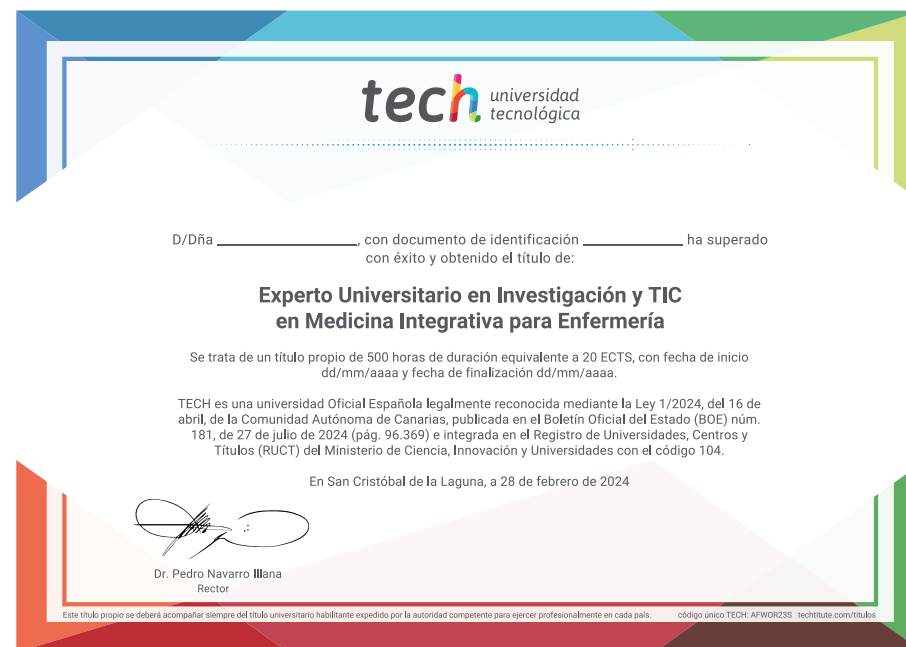 tech universidad
tecnológica
D/Dña ______________, con documento de identificación __________ ha superado
con éxito y obtenido el título de:
Experto Universitario en Investigación y TIC
en Medicina Integrativa para Enfermería
Se trata de un título propio de 500 horas de duración equivalente a 20 ECTS, con fecha de inicio
dd/mm/aaaa y fecha de finalización dd/mm/aaaa.
TECH es una universidad Oficial Española legalmente reconocida mediante la Ley 1/2024, del 16 de
abril, de la Comunidad Autónoma de Canarias, publicada en el Boletín Oficial del Estado (BOE) núm.
181, de 27 de julio de 2024 (pág. 96.369) e integrada en el Registro de Universidades, Centros y
Títulos (RUCT) del Ministerio de Ciencia, Innovación y Universidades con el código 104.
En San Cristóbal de la Laguna, a 28 de febrero de 2024
Dr. Pedro Navarro Illana
Rector
Este título propio se deberá acompañar siempre del título universitario habilitante expedido por la autoridad competente para ejercer profesionalmente en cada país. código único TECH: AFWOR23S techtitute.com/titulos